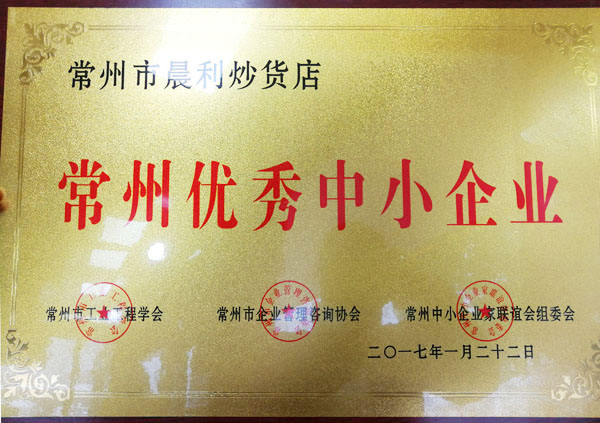 常州市晨利炒货店
常州优秀中小企业
常州市工业工程学会 常州市企业管理咨询协会 常州中小企业家联谊会组委会
二〇一七年一月二十二日